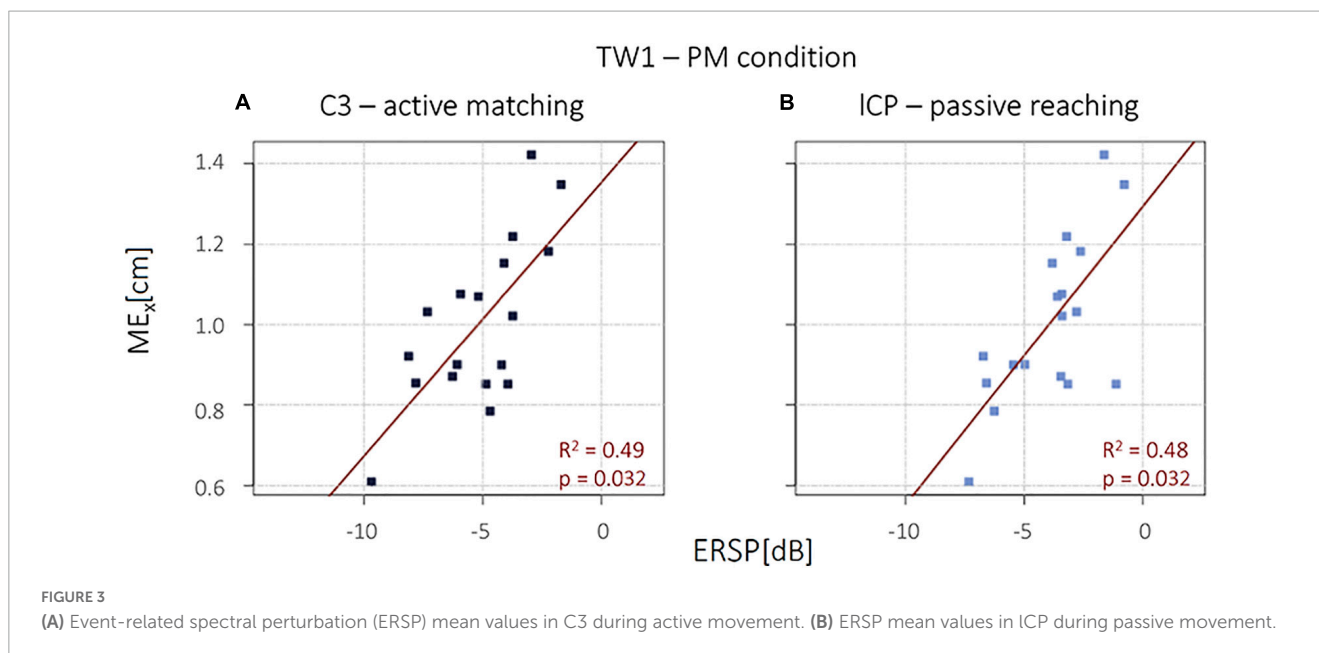 TW1 – PM condition
A C3 – active matching
B lCP – passive reaching
ME_x[cm]
1.4
1.2
1.0
0.8
0.6
R² = 0.49
p = 0.032
R² = 0.48
p = 0.032
-10 -5 0
-10 -5 0
ERSP[dB]
FIGURE 3
(A) Event-related spectral perturbation (ERSP) mean values in C3 during active movement. (B) ERSP mean values in lCP during passive movement.